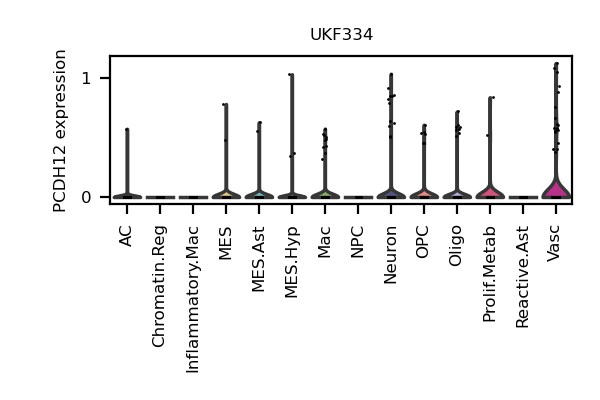 UKF334
PCDH12 expression
1
0
AC
Chromatin.Reg
Inflammatory.Mac
MES
MES.Ast
MES.Hyp
Mac
NPC
Neuron
OPC
Oligo
Prolif.Metab
Reactive.Ast
Vasc